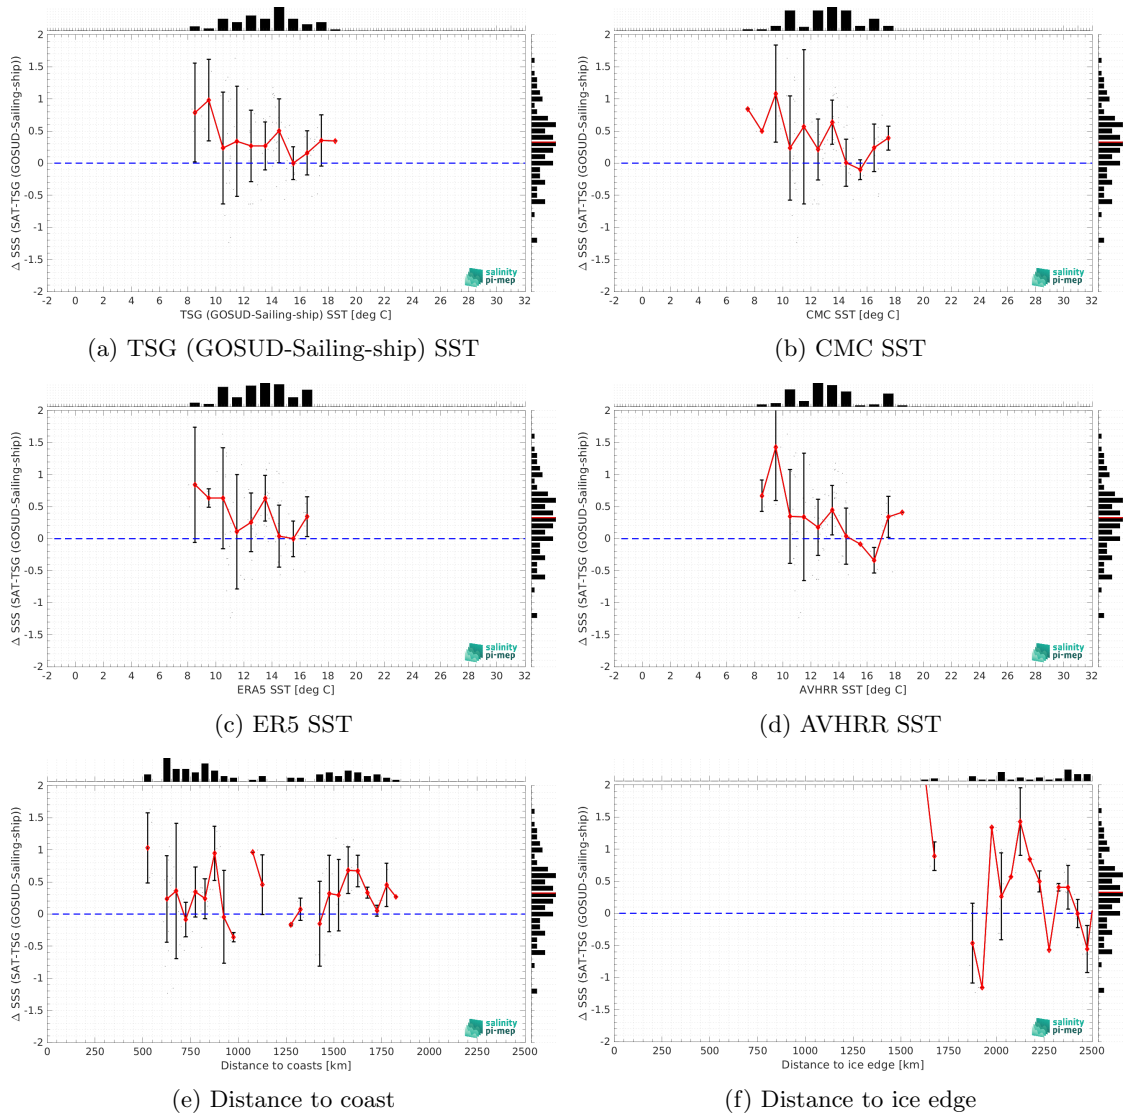 2
1.5
1
0.5
0
-0.5
-1
-1.5
-2
Δ SSS (SAT-TSG (GOSUD-Sailing-ship))
-2 0 2 4 6 8 10 12 14 16 18 20 22 24 26 28 30 32
TSG (GOSUD-Sailing-ship) SST [deg C]
salinity
pi-mep
(a) TSG (GOSUD-Sailing-ship) SST
2
1.5
1
0.5
0
-0.5
-1
-1.5
-2
Δ SSS (SAT-TSG (GOSUD-Sailing-ship))
-2 0 2 4 6 8 10 12 14 16 18 20 22 24 26 28 30 32
CMC SST [deg C]
salinity
pi-mep
(b) CMC SST
2
1.5
1
0.5
0
-0.5
-1
-1.5
-2
Δ SSS (SAT-TSG (GOSUD-Sailing-ship))
-2 0 2 4 6 8 10 12 14 16 18 20 22 24 26 28 30 32
ERA5 SST [deg C]
salinity
pi-mep
(c) ER5 SST
2
1.5
1
0.5
0
-0.5
-1
-1.5
-2
Δ SSS (SAT-TSG (GOSUD-Sailing-ship))
-2 0 2 4 6 8 10 12 14 16 18 20 22 24 26 28 30 32
AVHRR SST [deg C]
salinity
pi-mep
(d) AVHRR SST
2
1.5
1
0.5
0
-0.5
-1
-1.5
-2
Δ SSS (SAT-TSG (GOSUD-Sailing-ship))
0 250 500 750 1000 1250 1500 1750 2000 2250 2500
Distance to coasts [km]
salinity
pi-mep
(e) Distance to coast
2
1.5
1
0.5
0
-0.5
-1
-1.5
-2
Δ SSS (SAT-TSG (GOSUD-Sailing-ship))
0 250 500 750 1000 1250 1500 1750 2000 2250 2500
Distance to ice edge [km]
salinity
pi-mep
(f) Distance to ice edge